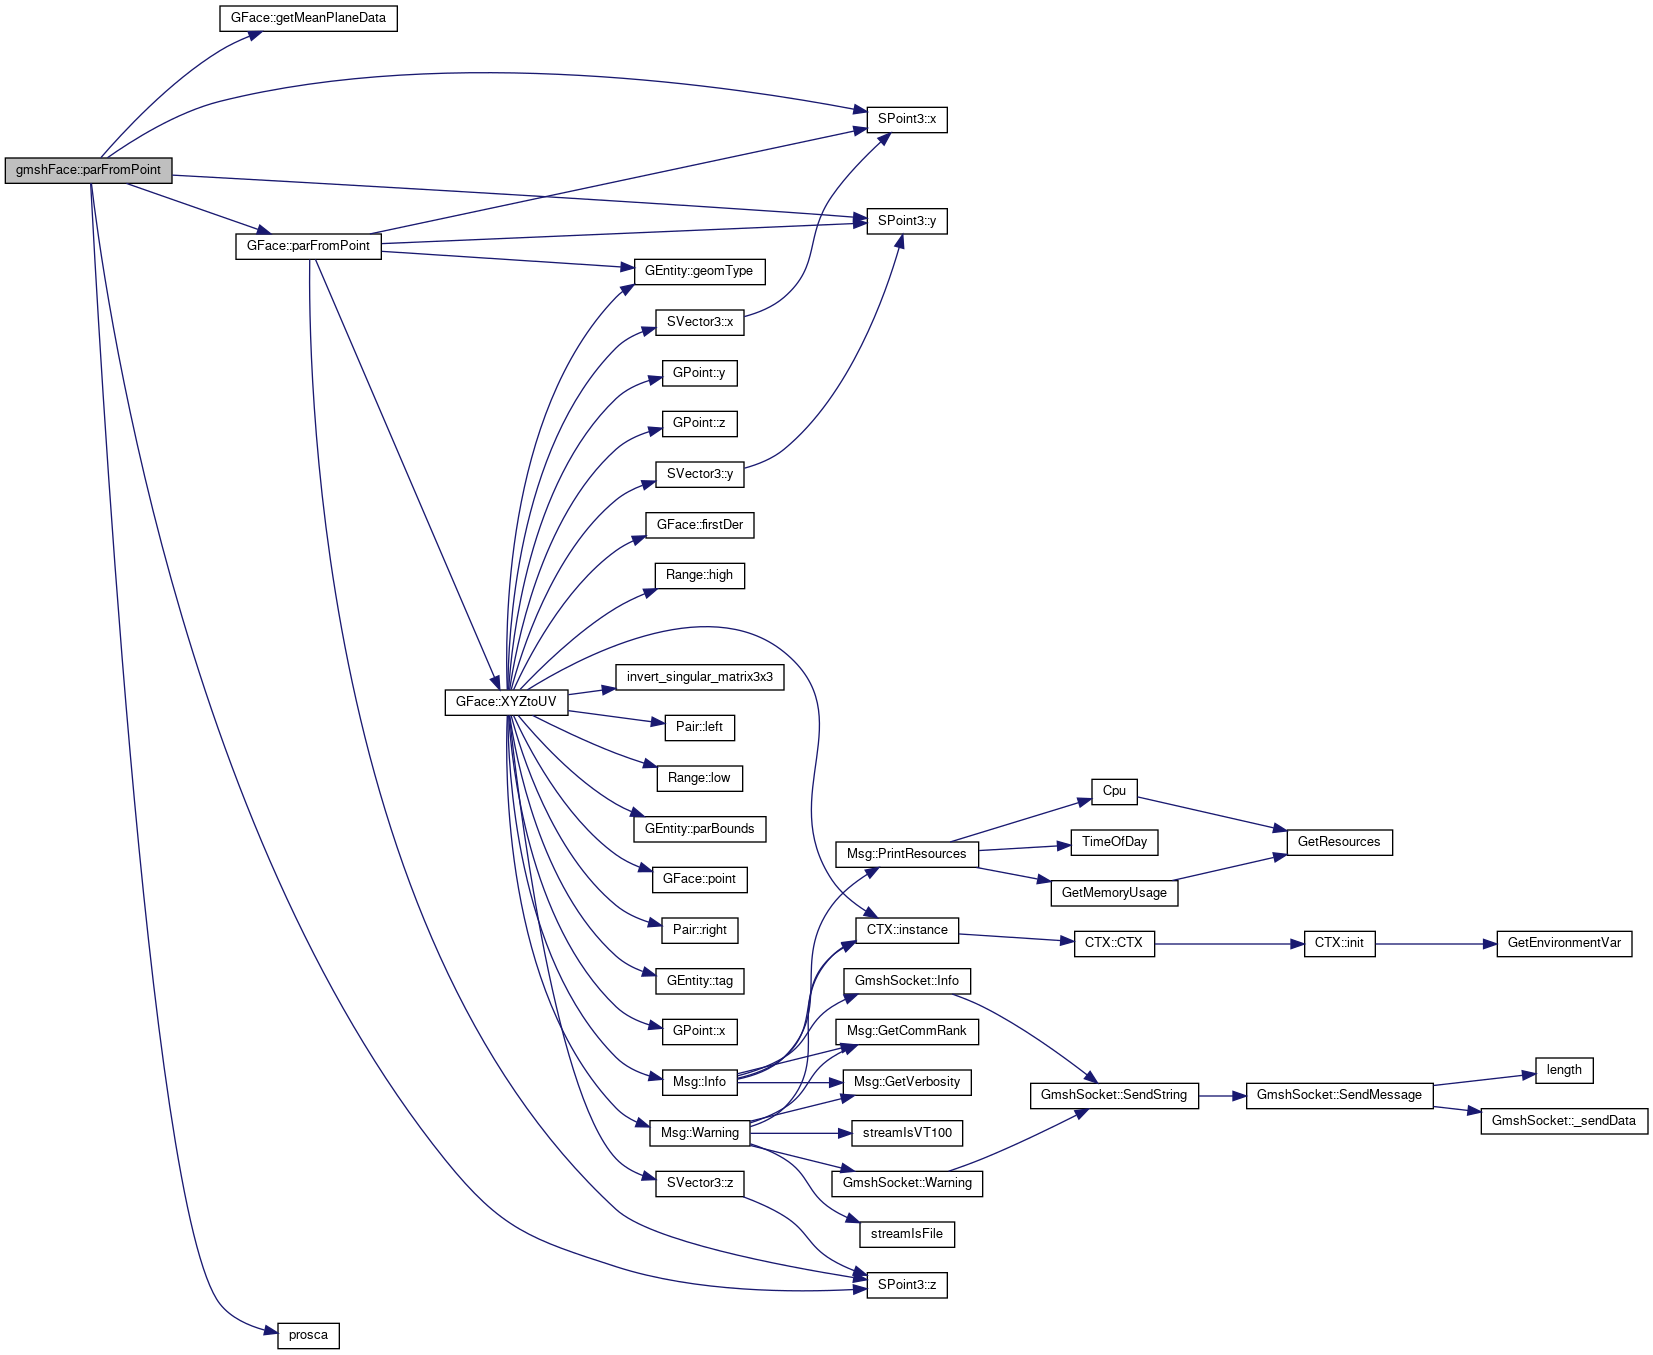 GFace::getMeanPlaneData
SPoint3::x
gmshFace::parFromPoint
SPoint3::y
GFace::parFromPoint
GEntity::geomType
SVector3::x
GPoint::y
GPoint::z
SVector3::y
GFace::firstDer
Range::high
invert_singular_matrix3x3
GFace::XYZtoUV
Pair::left
Range::low
Cpu
GEntity::parBounds
TimeOfDay
GetResources
Msg::PrintResources
GFace::point
GetMemoryUsage
Pair::right
CTX::instance
CTX::CTX
CTX::init
GetEnvironmentVar
GEntity::tag
GmshSocket::Info
GPoint::x
Msg::GetCommRank
Msg::Info
Msg::GetVerbosity
length
GmshSocket::SendString
GmshSocket::SendMessage
GmshSocket::_sendData
Msg::Warning
streamIsVT100
SVector3::z
GmshSocket::Warning
streamIsFile
SPoint3::z
prosca